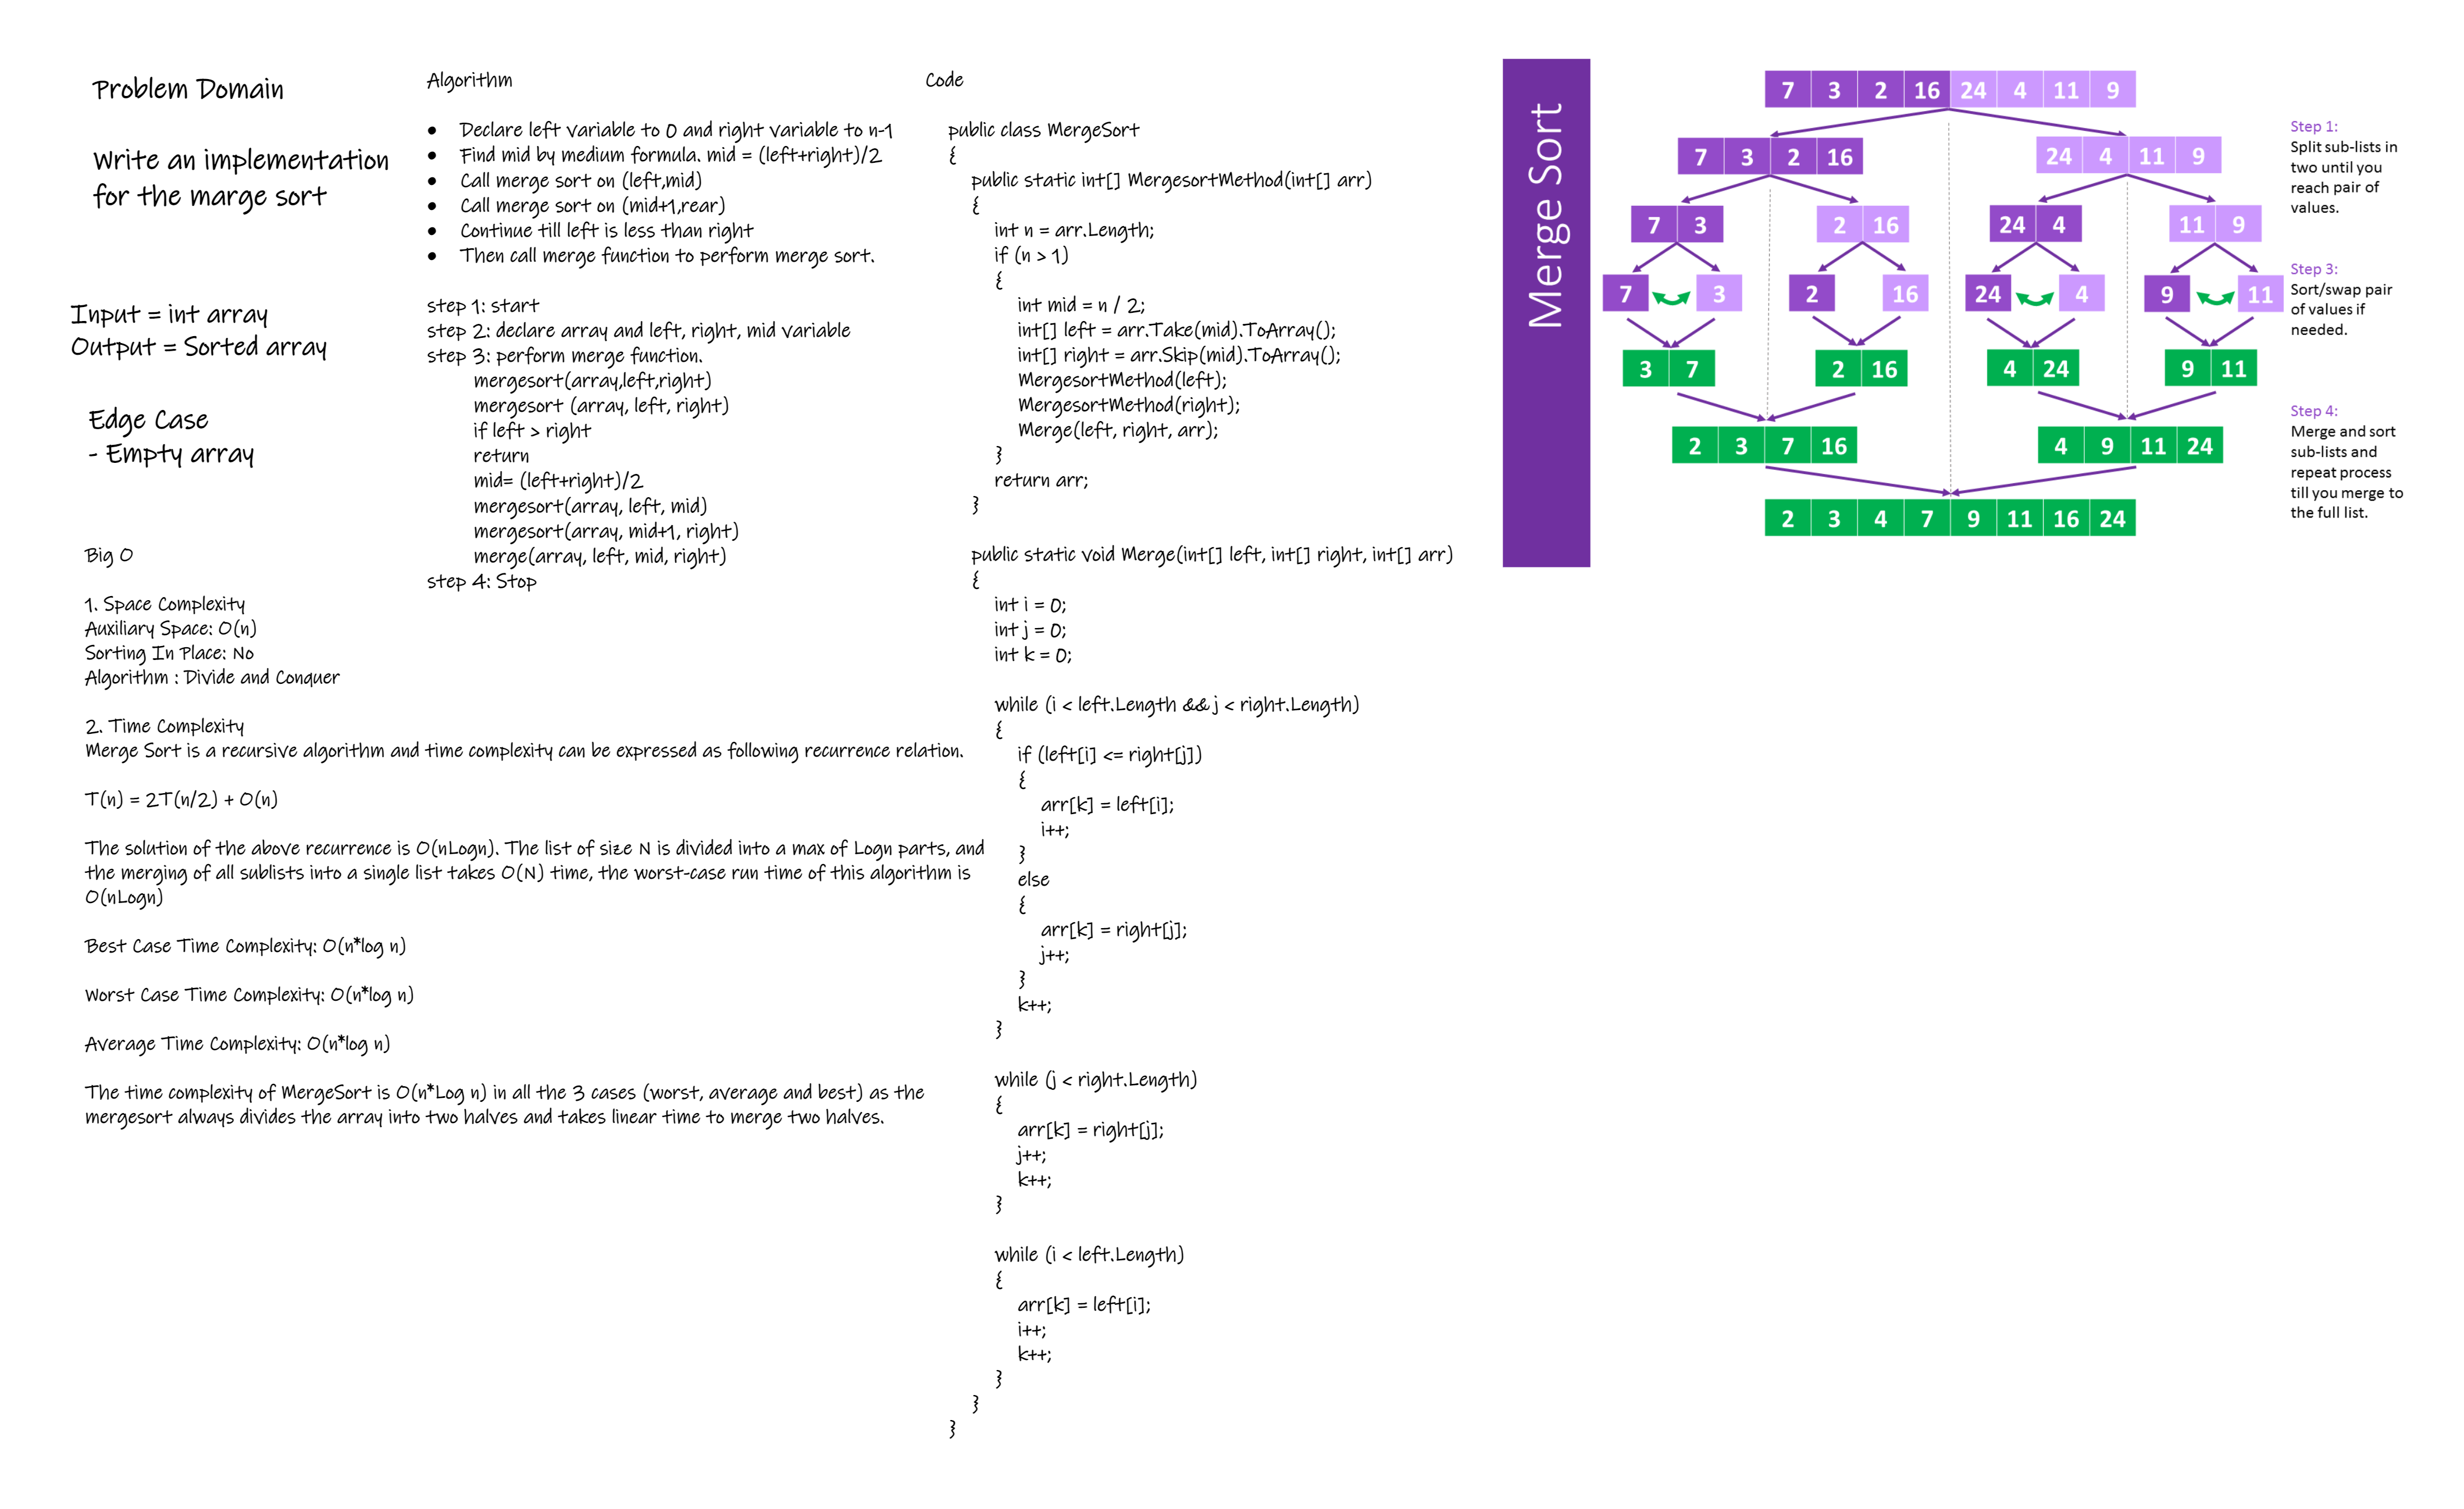 Problem Domain
Write an implementation
for the marge sort
Input = int array
Output = Sorted array
Edge Case
- Empty array
Big O
1. Space Complexity
Auxiliary Space: O(n)
Sorting In Place: No
Algorithm : Divide and Conquer
2. Time Complexity
Merge Sort is a recursive algorithm and time complexity can be expressed as following recurrence relation.
T(n) = 2T(n/2) + O(n)
The solution of the above recurrence is O(nLogn). The list of size N is divided into a max of Logn parts, and
the merging of all sublists into a single list takes O(N) time, the worst-case run time of this algorithm is
O(nLogn)
Best Case Time Complexity: O(n*log n)
Worst Case Time Complexity: O(n*log n)
Average Time Complexity: O(n*log n)
The time complexity of MergeSort is O(n*Log n) in all the 3 cases (worst, average and best) as the
mergesort always divides the array into two halves and takes linear time to merge two halves.
Algorithm
● Declare left variable to 0 and right variable to n-1
● Find mid by medium formula. mid = (left+right)/2
● Call merge sort on (left,mid)
● Call merge sort on (mid+1,rear)
● Continue till left is less than right
● Then call merge function to perform merge sort.
step 1: start
step 2: declare array and left, right, mid variable
step 3: perform merge function.
mergesort(array,left,right)
mergesort (array, left, right)
if left > right
return
mid= (left+right)/2
mergesort(array, left, mid)
mergesort(array, mid+1, right)
merge(array, left, mid, right)
step 4: Stop
Code
public class MergeSort
{
public static int[] MergesortMethod(int[] arr)
{
int n = arr.Length;
if (n > 1)
{
int mid = n / 2;
int[] left = arr.Take(mid).ToArray();
int[] right = arr.Skip(mid).ToArray();
MergesortMethod(left);
MergesortMethod(right);
Merge(left, right, arr);
}
return arr;
}
public static void Merge(int[] left, int[] right, int[] arr)
{
int i = 0;
int j = 0;
int k = 0;
while (i < left.Length && j < right.Length)
{
if (left[i] <= right[j])
{
arr[k] = left[i];
i++;
}
else
{
arr[k] = right[j];
j++;
}
k++;
}
while (j < right.Length)
{
arr[k] = right[j];
j++;
k++;
}
while (i < left.Length)
{
arr[k] = left[i];
i++;
k++;
}
}
}
Merge Sort
7 3 2 16 24 4 11 9
7 3 2 16 24 4 11 9
7 3 2 16 24 4 11 9
7 3 2 16 24 4 9 11
3 7 2 16 4 24 9 11
2 3 7 16 4 9 11 24
2 3 4 7 9 11 16 24
Step 1:
Split sub-lists in
two until you
reach pair of
values.
Step 3:
Sort/swap pair
of values if
needed.
Step 4:
Merge and sort
sub-lists and
repeat process
till you merge to
the full list.